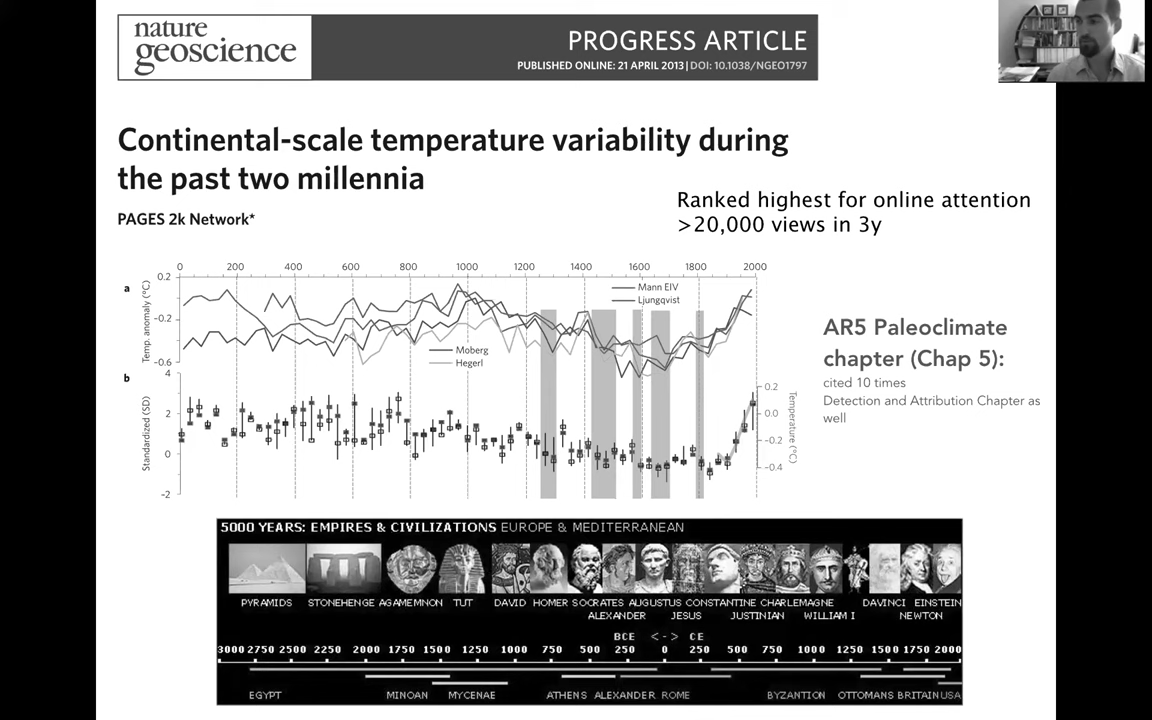 nature
geoscience
PROGRESS ARTICLE
PUBLISHED ONLINE: 21 APRIL 2013 | DOI: 10.1038/NGEO1797
Continental-scale temperature variability during
the past two millennia
PAGES 2k Network*
Ranked highest for online attention
>20,000 views in 3y
0 200 400 600 800 1000 1200 1400 1600 1800 2000
a
Temp. anomaly (°C)
0.2
-0.2
-0.6
Mann EIV
Ljungqvist
Moberg
Hegerl
b
Standardized (SD)
4
2
0
-2
0.2
0.0
-0.2
-0.4
Temperature (°C)
AR5 Paleoclimate
chapter (Chap 5):
cited 10 times
Detection and Attribution Chapter as
well
5000 YEARS: EMPIRES & CIVILIZATIONS EUROPE & MEDITERRANEAN
PYRAMIDS STONEHENGE AGAMEMNON TUT DAVID HOMER SOCRATES AUGUSTUS CONSTANTINE CHARLEMAGNE DAVINCI EINSTEIN
ALEXANDER JESUS JUSTINIAN WILLIAM I NEWTON
BCE <-> CE
3000 2750 2500 2250 2000 1750 1500 1250 1000 750 500 250 0 250 500 750 1000 1250 1500 1750 2000
EGYPT MINOAN MYCENAE ATHENS ALEXANDER ROME BYZANTION OTTOMANS BRITAIN USA